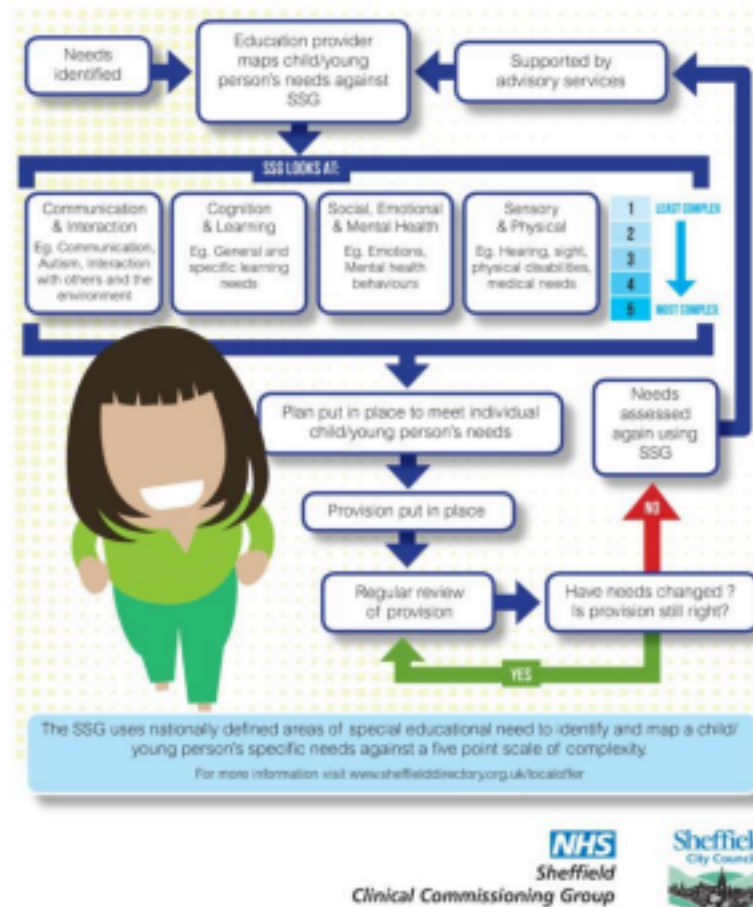 Needs
identified
Education provider
maps child/young
person's needs against
SSG
Supported by
advisory services
SSG LOOKS AT:
Communication
& Interaction
Eg. Communication,
Autism, Interaction
with others and the
environment
Cognition
& Learning
Eg. General and
specific learning
needs
Social, Emotional
& Mental Health
Eg. Emotions,
Mental health
behaviours
Sensory
& Physical
Eg. Hearing, sight,
physical disabilities,
medical needs
1
2
3
4
5
LEAST COMPLEX
MOST COMPLEX
Plan put in place to meet individual
child/young person's needs
Needs
assessed
again using
SSG
Provision put in place
NO
Regular review
of provision
Have needs changed ?
Is provision still right?
YES
The SSG uses nationally defined areas of special educational need to identify and map a child/
young person's specific needs against a five point scale of complexity.
For more information visit www.sheffielddirectory.org.uk/localoffer
NHS
Sheffield
Clinical Commissioning Group
Sheffiel
City Counci